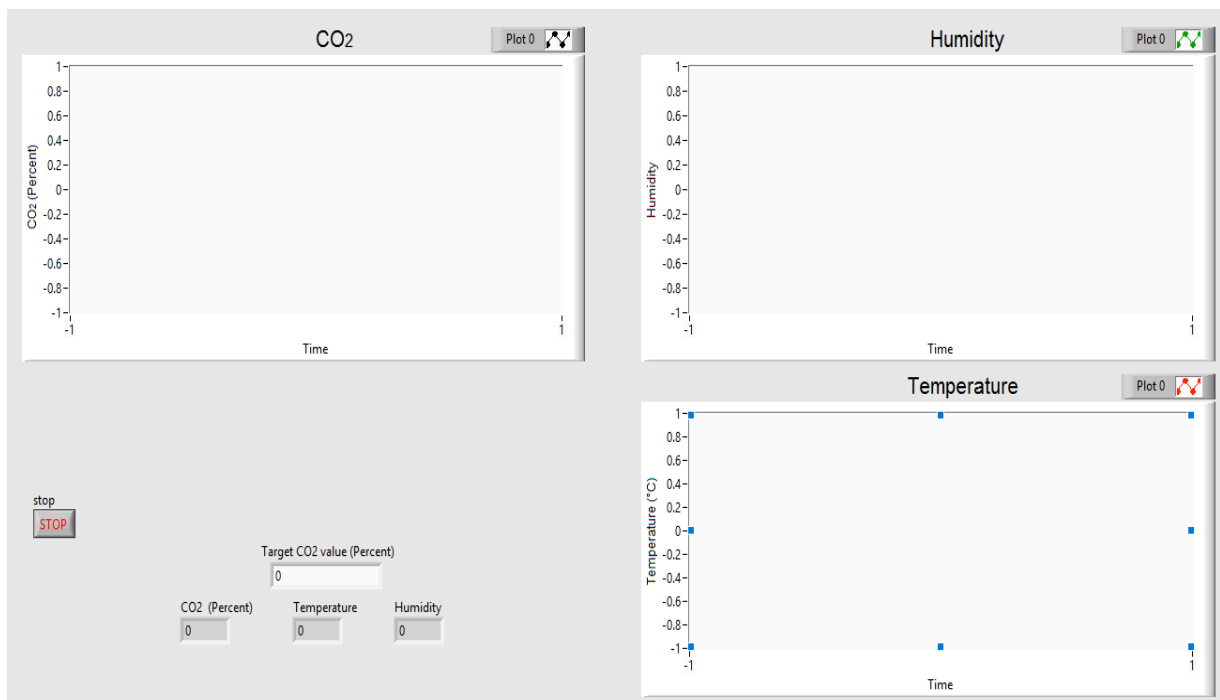 CO2
Plot 0
1
0.8
0.6
0.4
0.2
0
-0.2
-0.4
-0.6
-0.8
-1
CO2 (Percent)
-1 1
Time
Humidity
Plot 0
1
0.8
0.6
0.4
0.2
0
-0.2
-0.4
-0.6
-0.8
-1
Humidity
-1 1
Time
Temperature
Plot 0
1
0.8
0.6
0.4
0.2
0
-0.2
-0.4
-0.6
-0.8
-1
Temperature (°C)
-1 1
Time
stop
STOP
Target CO2 value (Percent)
0
CO2 (Percent) Temperature Humidity
0 0 0